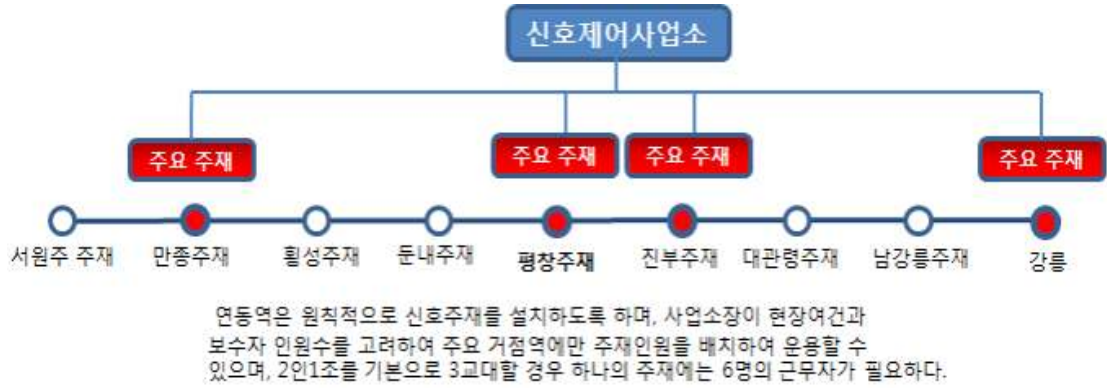 신호제어사업소
주요 주재 주요 주재 주요 주재 주요 주재
서원주 주재 만종주재 횡성주재 둔내주재 평창주재 진부주재 대관령주재 남강릉주재 강릉
연동역은 원칙적으로 신호주재를 설치하도록 하며, 사업소장이 현장여건과
보수자 인원수를 고려하여 주요 거점역에만 주재인원을 배치하여 운용할 수
있으며, 2인1조를 기본으로 3교대할 경우 하나의 주재에는 6명의 근무자가 필요하다.